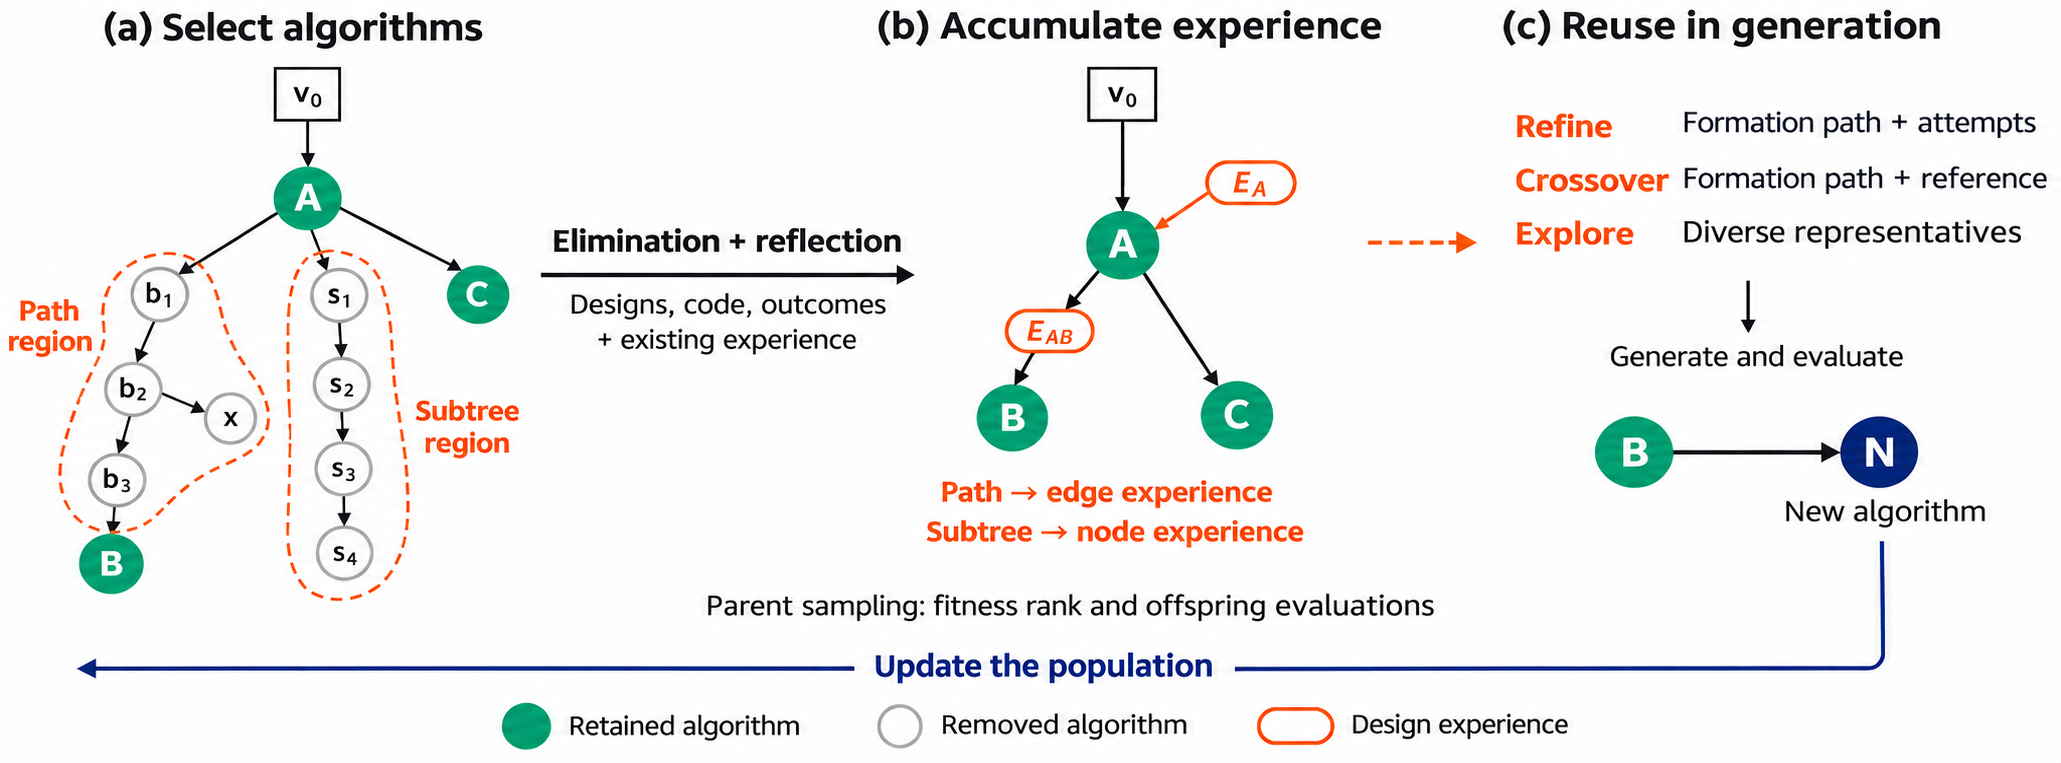 (a) Select algorithms
v0
A
b1
s1
C
Path
region
b2
x
s2
Subtree
region
b3
s3
B
s4
Elimination + reflection
Designs, code, outcomes
+ existing experience
(b) Accumulate experience
v0
EA
A
EAB
B
C
Path → edge experience
Subtree → node experience
(c) Reuse in generation
Refine Formation path + attempts
Crossover Formation path + reference
Explore Diverse representatives
Generate and evaluate
B
N
New algorithm
Parent sampling: fitness rank and offspring evaluations
Update the population
Retained algorithm
Removed algorithm
Design experience